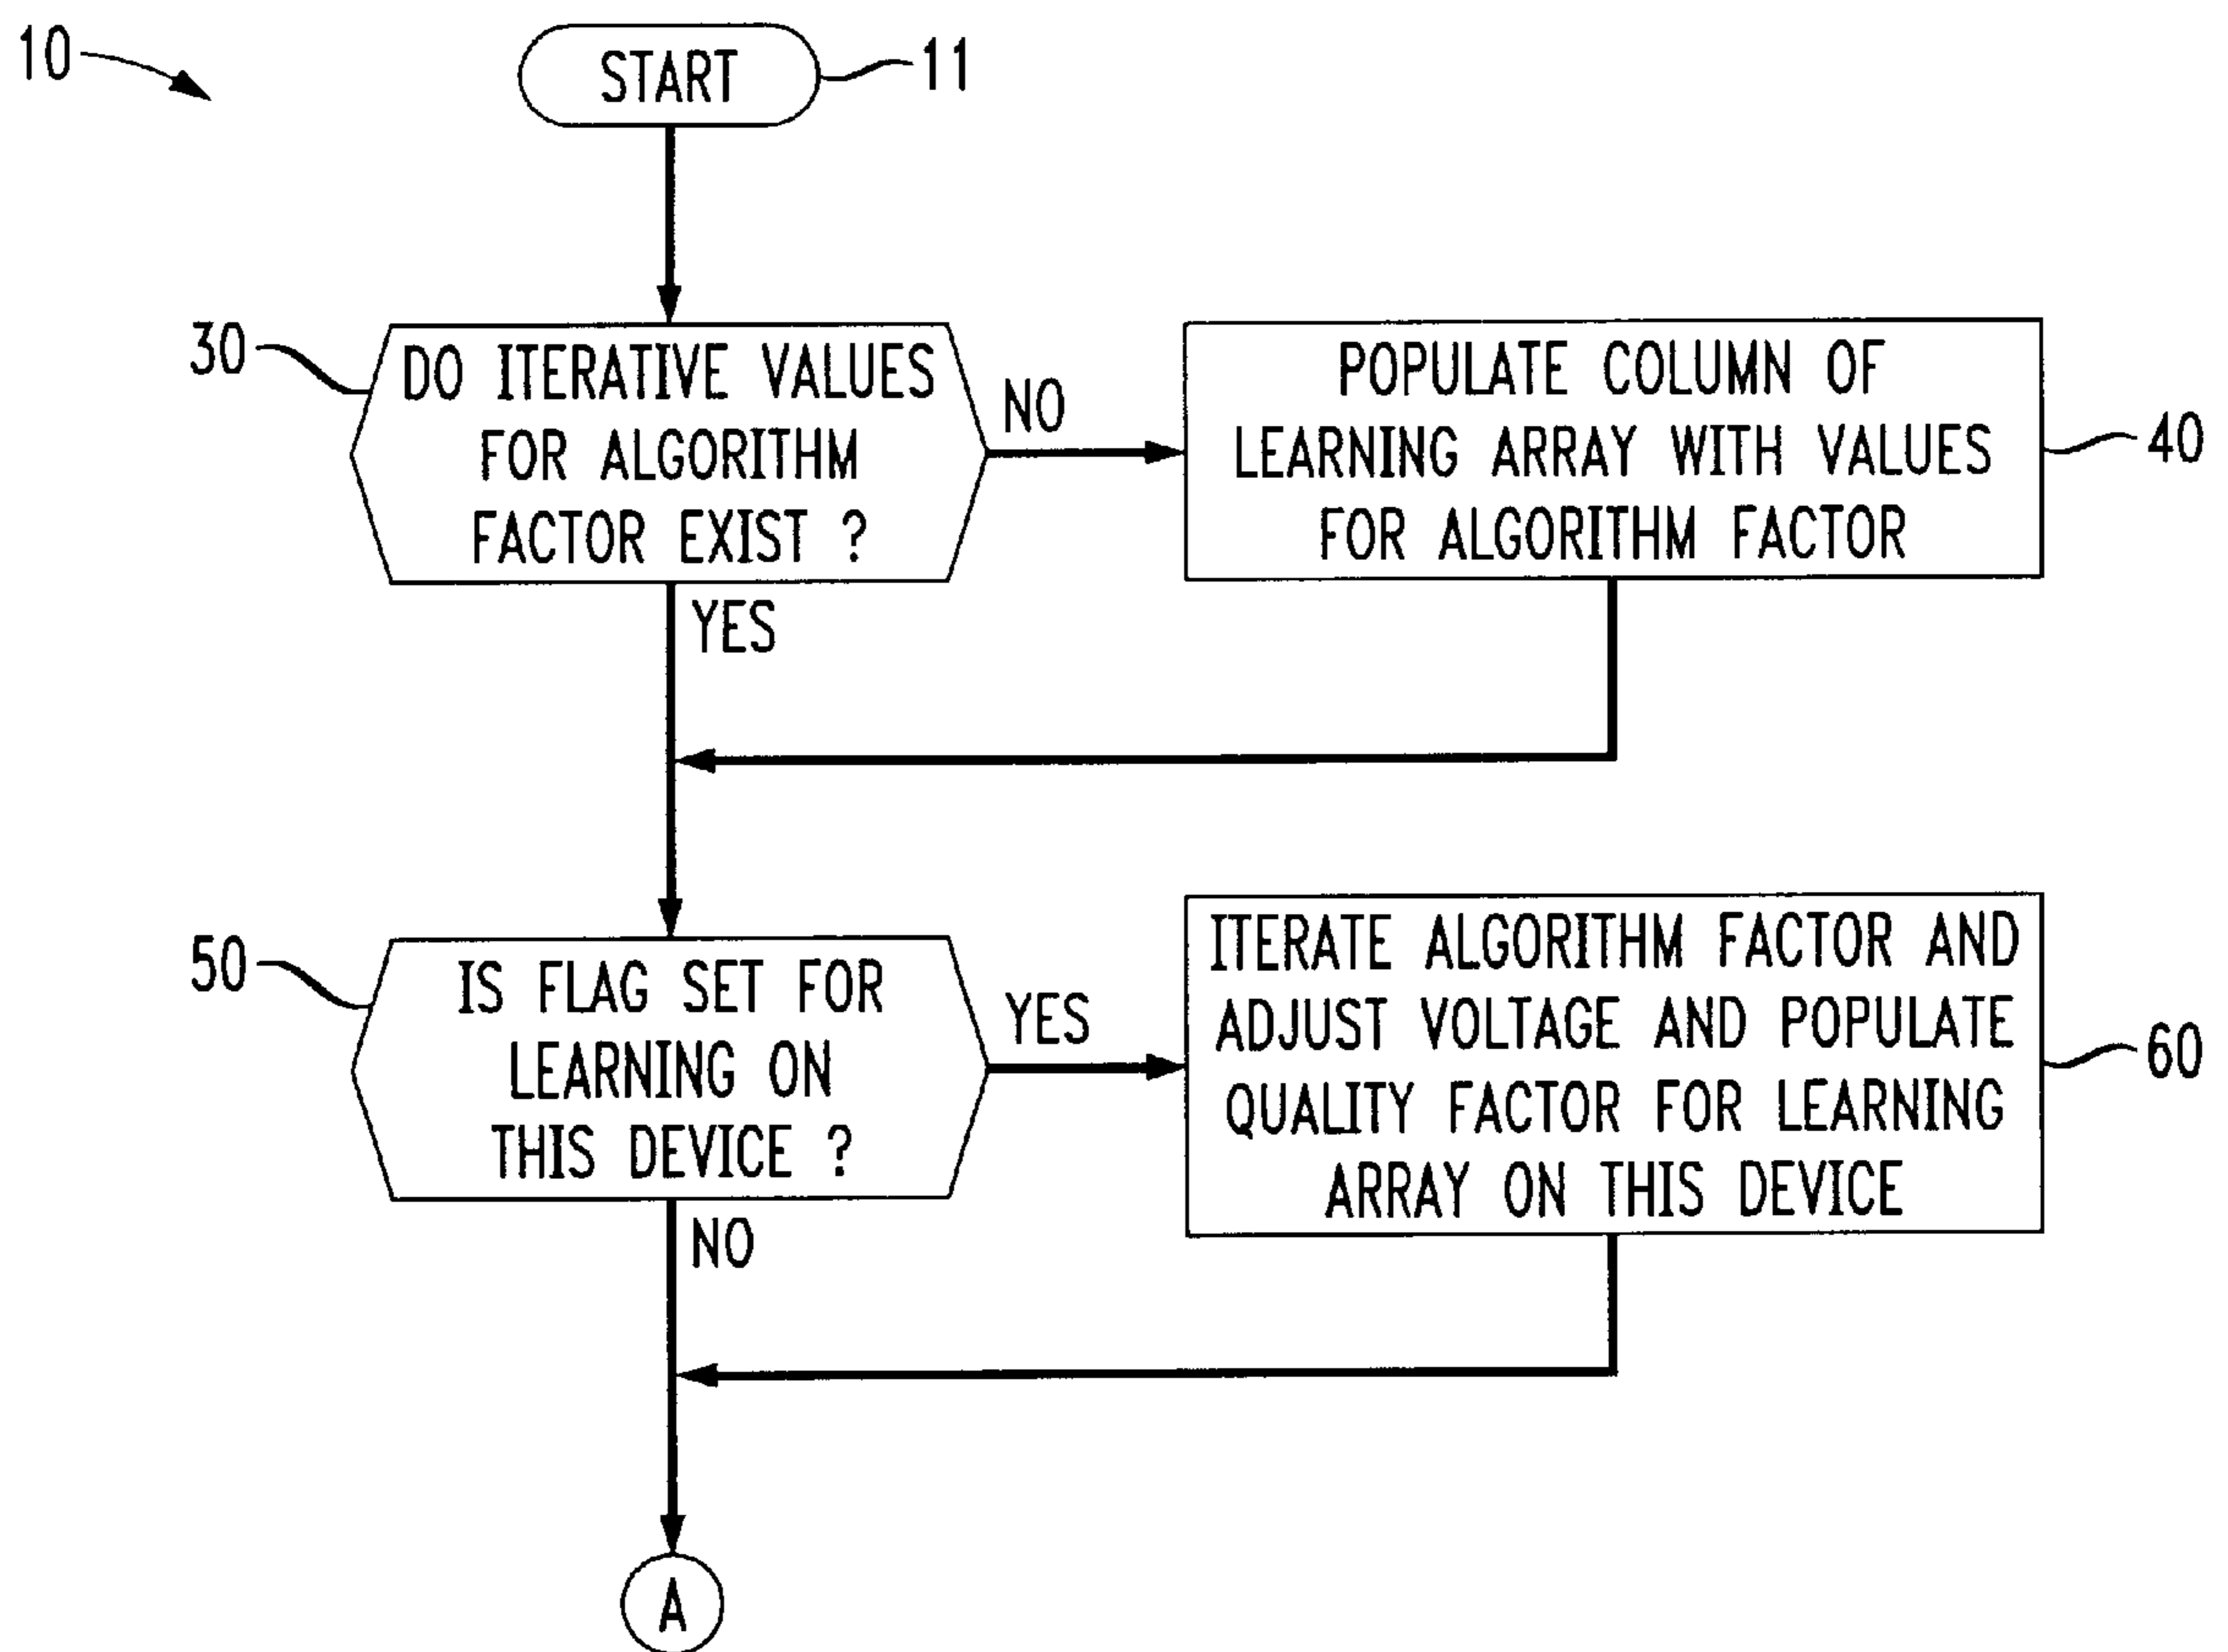 10
START
11
30
DO ITERATIVE VALUES
FOR ALGORITHM
FACTOR EXIST ?
NO
POPULATE COLUMN OF
LEARNING ARRAY WITH VALUES
FOR ALGORITHM FACTOR
40
YES
50
IS FLAG SET FOR
LEARNING ON
THIS DEVICE ?
YES
ITERATE ALGORITHM FACTOR AND
ADJUST VOLTAGE AND POPULATE
QUALITY FACTOR FOR LEARNING
ARRAY ON THIS DEVICE
60
NO
A